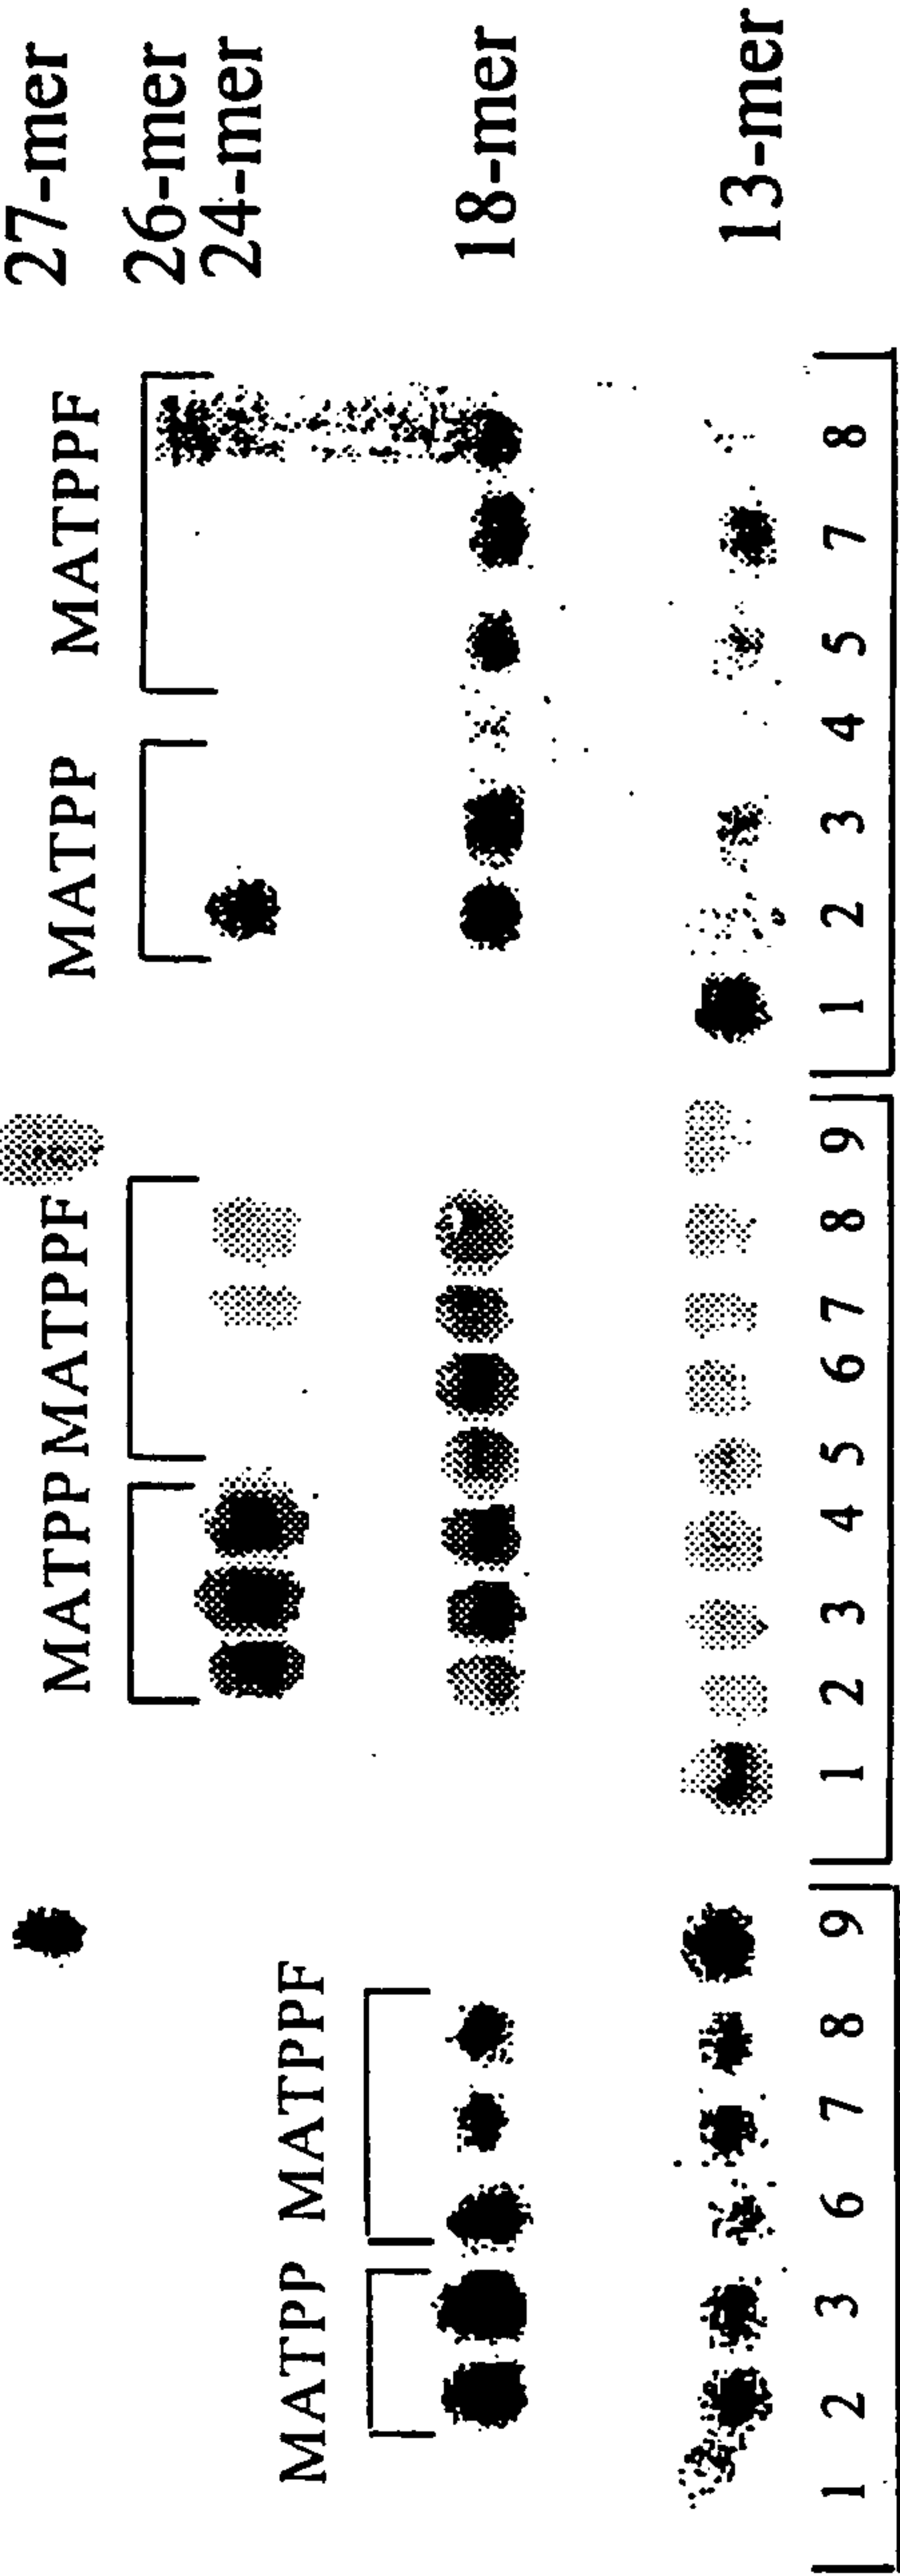 27-mer
MATPP MATPPF MATPP MATPPF
26-mer
24-mer
MATPP MATPPF
18-mer
13-mer
1 2 3 6 7 8 9 1 2 3 4 5 6 7 8 9 1 2 3 4 5 7 8